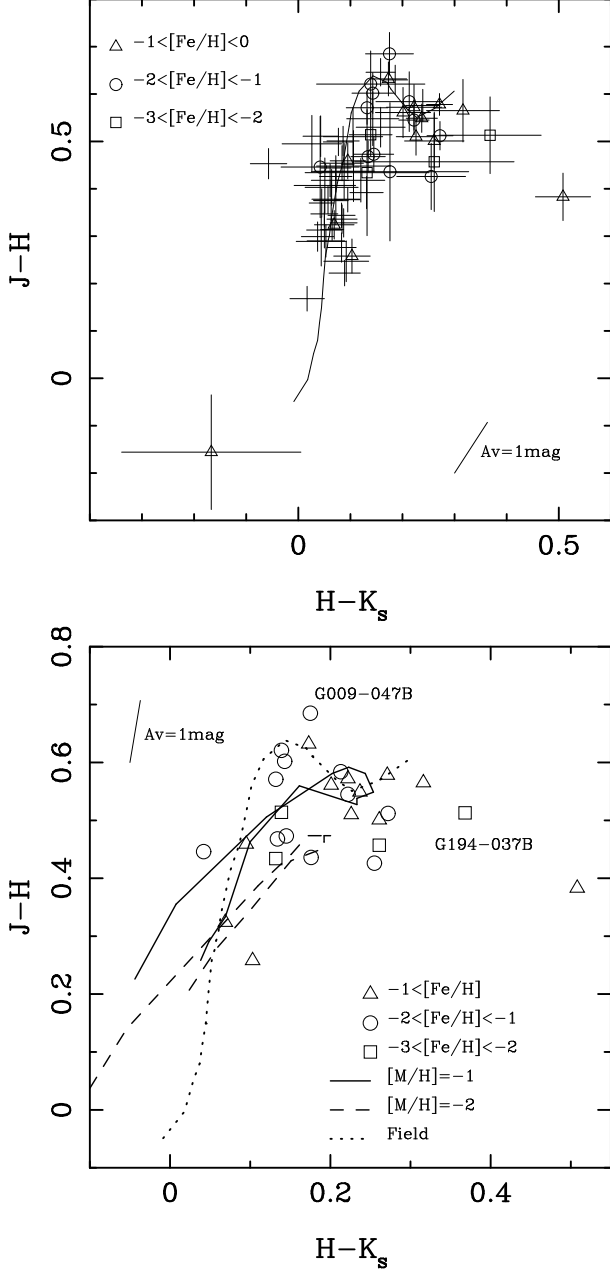 −1<[Fe/H]<0
−2<[Fe/H]<−1
−3<[Fe/H]<−2
0.5
J−H
0
Av=1mag
0
0.5
H−Ks
0.8
G009−047B
Av=1mag
0.6
G194−037B
0.4
J−H
−1<[Fe/H]
−2<[Fe/H]<−1
0.2
−3<[Fe/H]<−2
[M/H]=−1
[M/H]=−2
0
Field
0
0.2
0.4
H−Ks